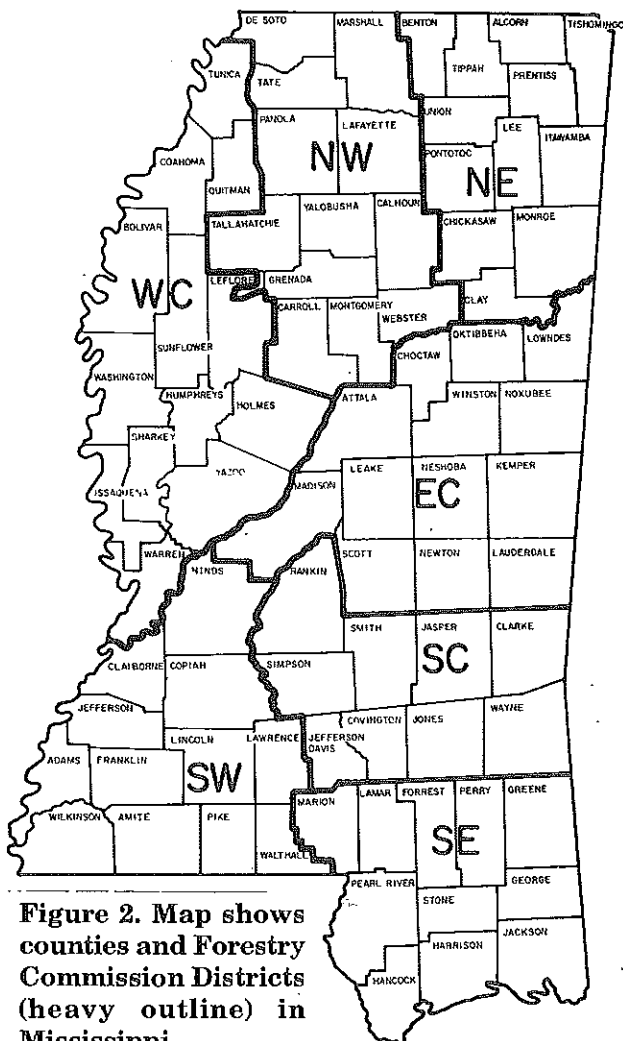 DE SOTO
MARSHALL
BENTON
ALCORN
TISHOMINGO
TUNICA
TATE
TIPPAH
PRENTISS
PANOLA
LAFAYETTE
UNION
LEE
ITAWAMBA
COAHOMA
NW
PONTOTOC
NE
QUITMAN
BOLIVAR
TALLAHATCHIE
YALOBUSHA
CALHOUN
CHICKASAW
MONROE
WC
LEFLORE
GRENADA
CLAY
CARROLL
MONTGOMERY
WEBSTER
OKTIBBEHA
LOWNDES
SUNFLOWER
CHOCTAW
WASHINGTON
HUMPHREYS
HOLMES
ATTALA
WINSTON
NOXUBEE
SHARKEY
YAZOO
MADISON
LEAKE
NESHOBA
KEMPER
ISSAQUENA
EC
WARREN
HINDS
RANKIN
SCOTT
NEWTON
LAUDERDALE
SMITH
JASPER
CLARKE
CLAIBORNE
COPIAH
SIMPSON
SC
JEFFERSON
LINCOLN
LAWRENCE
JEFFERSON
DAVIS
COVINGTON
JONES
WAYNE
ADAMS
FRANKLIN
SW
WILKINSON
AMITE
PIKE
WALTHALL
MARION
LAMAR
FORREST
PERRY
GREENE
SE
PEARL RIVER
STONE
GEORGE
HANCOCK
HARRISON
JACKSON
Figure 2. Map shows
counties and Forestry
Commission Districts
(heavy outline) in
Mississippi